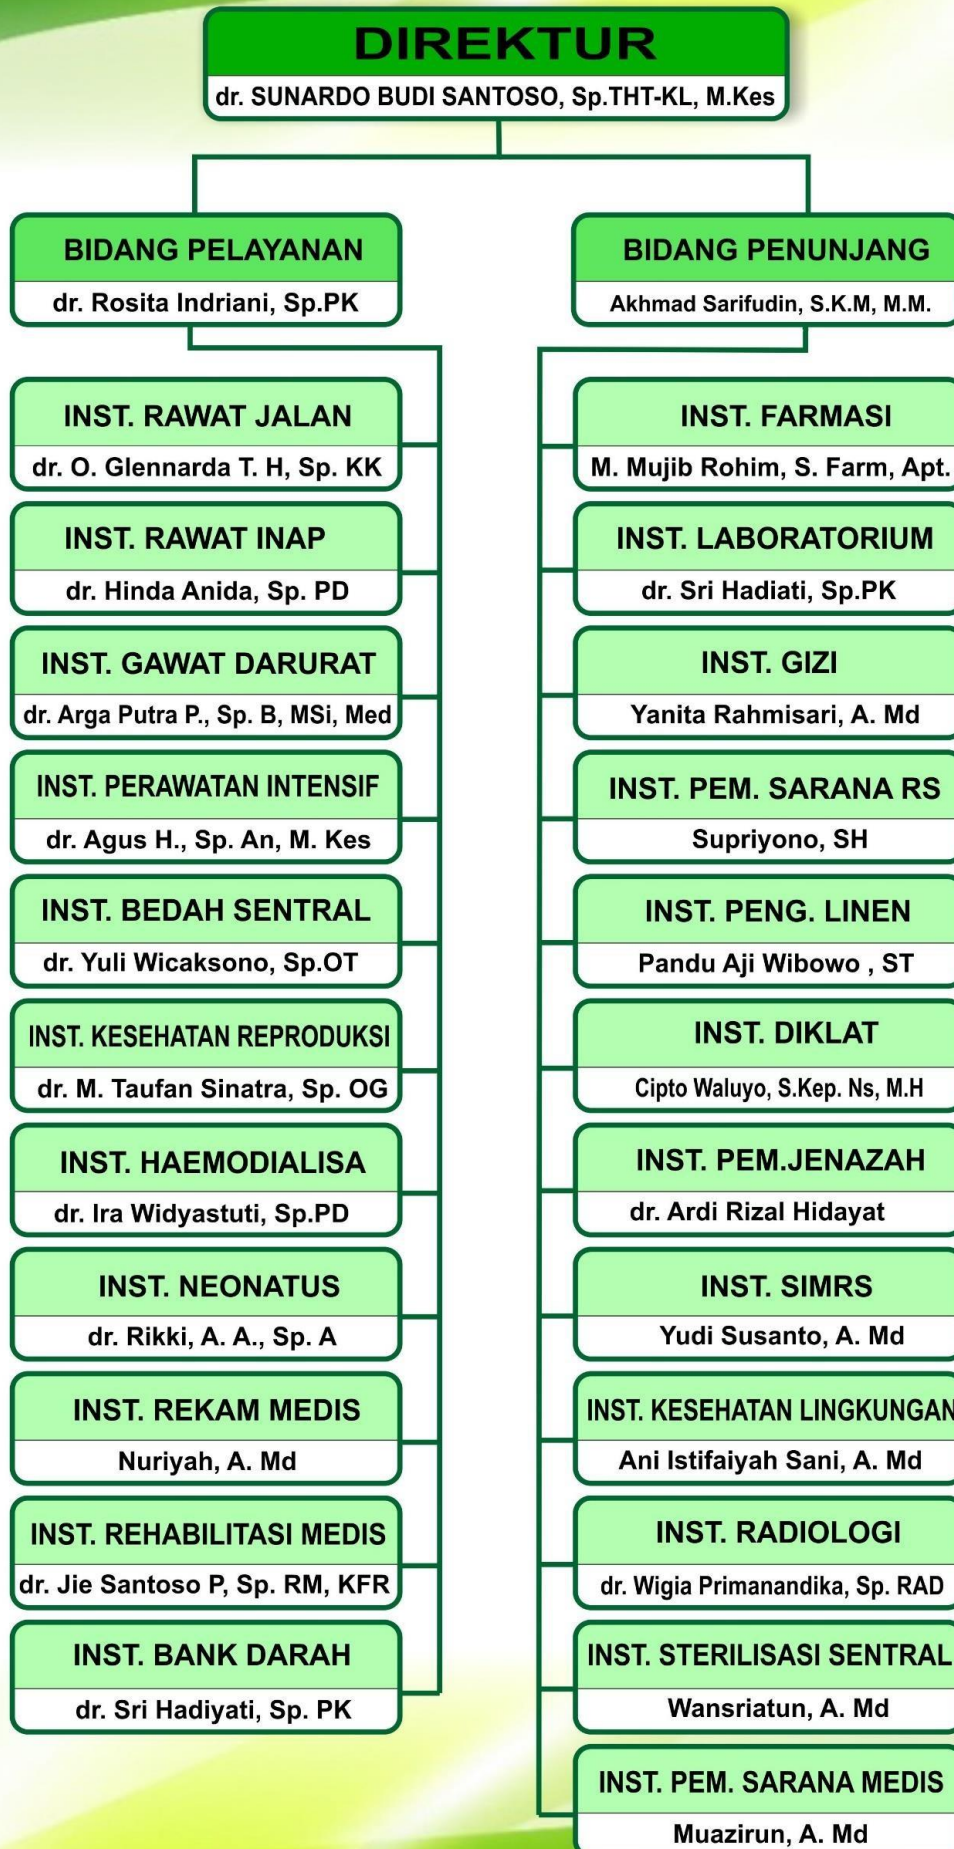 DIREKTUR
dr. SUNARDO BUDI SANTOSO, Sp.THT-KL, M.Kes
BIDANG PELAYANAN
dr. Rosita Indriani, Sp.PK
INST. RAWAT JALAN
dr. O. Glennarda T. H, Sp. KK
INST. RAWAT INAP
dr. Hinda Anida, Sp. PD
INST. GAWAT DARURAT
dr. Arga Putra P., Sp. B, MSi, Med
INST. PERAWATAN INTENSIF
dr. Agus H., Sp. An, M. Kes
INST. BEDAH SENTRAL
dr. Yuli Wicaksono, Sp.OT
INST. KESEHATAN REPRODUKSI
dr. M. Taufan Sinatra, Sp. OG
INST. HAEMODIALISA
dr. Ira Widyastuti, Sp.PD
INST. NEONATUS
dr. Rikki, A. A., Sp. A
INST. REKAM MEDIS
Nuriyah, A. Md
INST. REHABILITASI MEDIS
dr. Jie Santoso P, Sp. RM, KFR
INST. BANK DARAH
dr. Sri Hadiyati, Sp. PK
BIDANG PENUNJANG
Akhmad Sarifudin, S.K.M, M.M.
INST. FARMASI
M. Mujib Rohim, S. Farm, Apt.
INST. LABORATORIUM
dr. Sri Hadiati, Sp.PK
INST. GIZI
Yanita Rahmisari, A. Md
INST. PEM. SARANA RS
Supriyono, SH
INST. PENG. LINEN
Pandu Aji Wibowo , ST
INST. DIKLAT
Cipto Waluyo, S.Kep. Ns, M.H
INST. PEM.JENAZAH
dr. Ardi Rizal Hidayat
INST. SIMRS
Yudi Susanto, A. Md
INST. KESEHATAN LINGKUNGAN
Ani Istifaiyah Sani, A. Md
INST. RADIOLOGI
dr. Wigia Primanandika, Sp. RAD
INST. STERILISASI SENTRAL
Wansriatun, A. Md
INST. PEM. SARANA MEDIS
Muazirun, A. Md